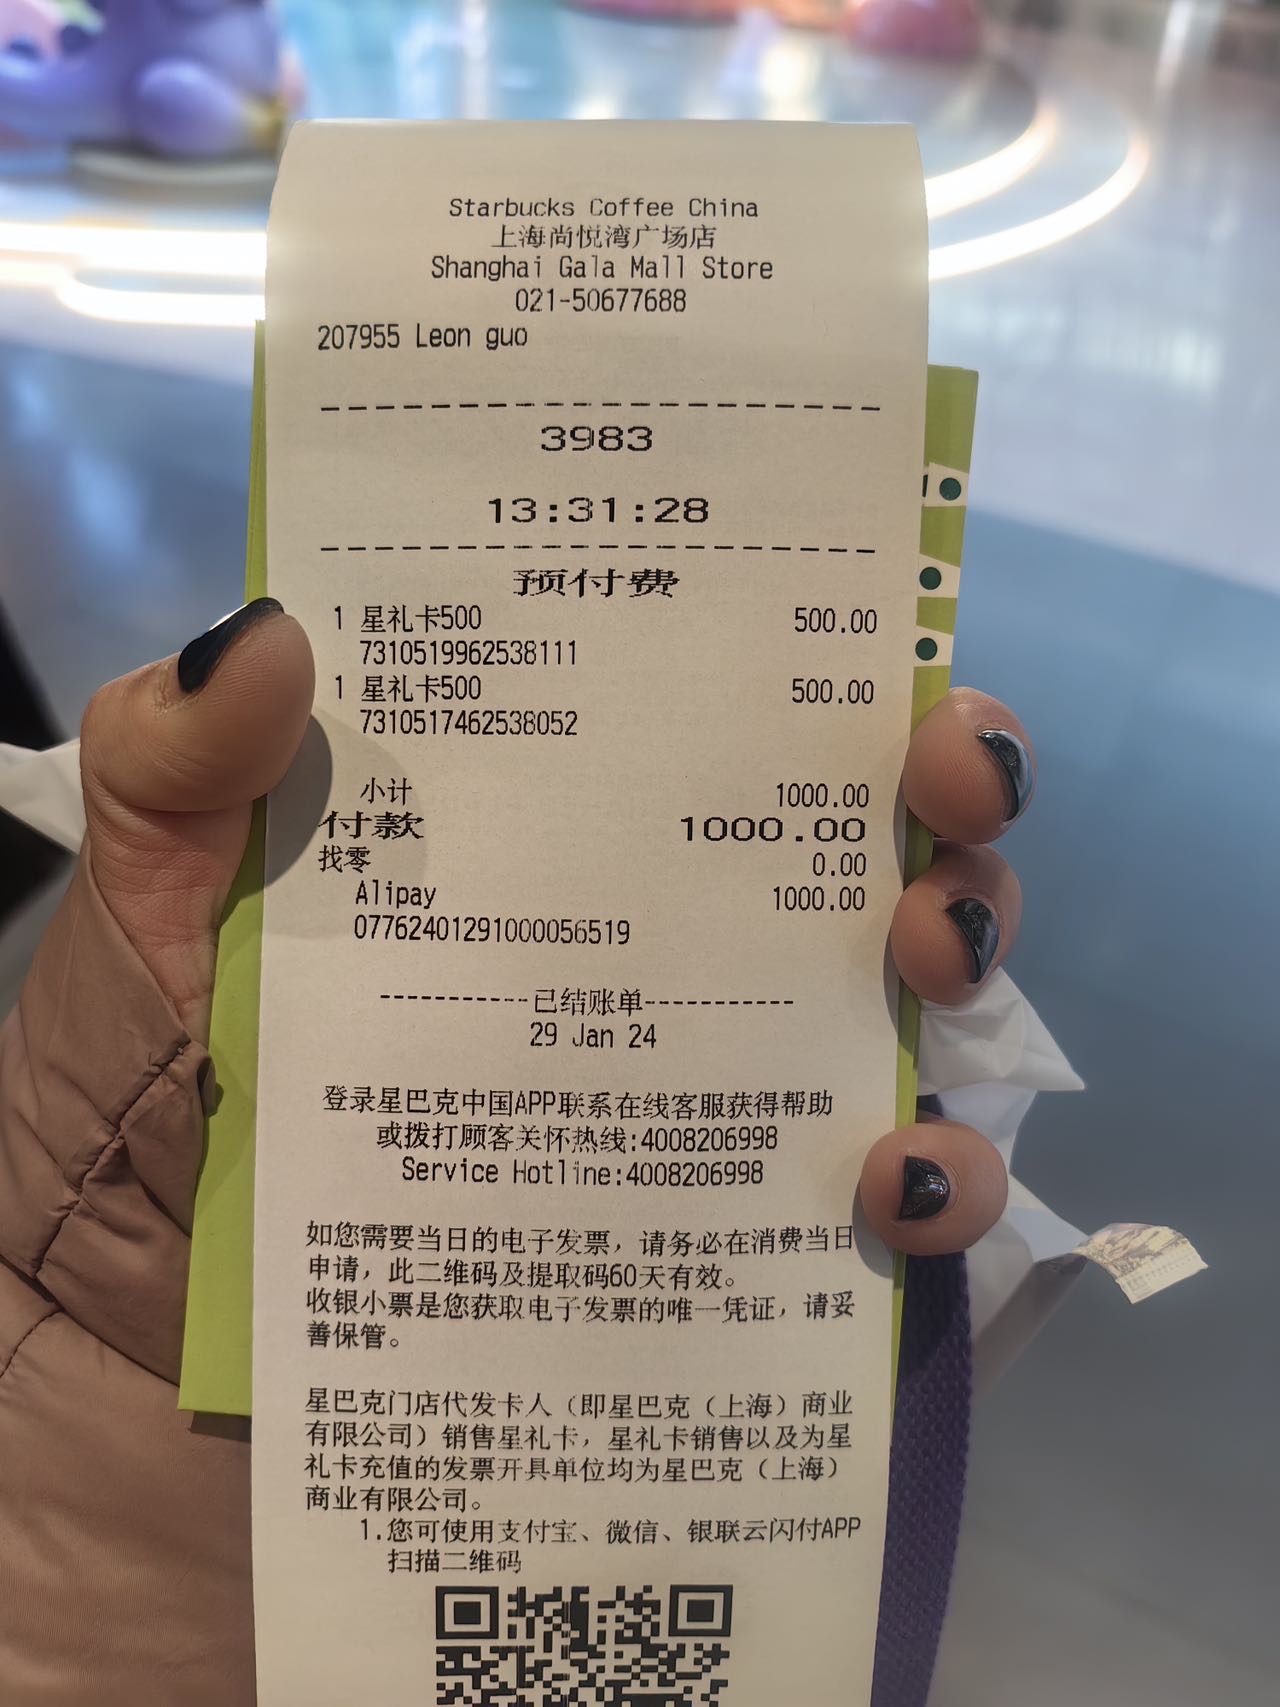 Starbucks Coffee China
上海尚悦湾广场店
Shanghai Gala Mall Store
021-50677688
207955 Leon guo
3983
13:31:28
预付费
1 星礼卡500 500.00
7310519962538111
1 星礼卡500 500.00
7310517462538052
小计 1000.00
付款 1000.00
找零 0.00
Alipay 1000.00
07762401291000056519
-----------已结账单-----------
29 Jan 24
登录星巴克中国APP联系在线客服获得帮助
或拨打顾客关怀热线:4008206998
Service Hotline:4008206998
如您需要当日的电子发票，请务必在消费当日
申请，此二维码及提取码60天有效。
收银小票是您获取电子发票的唯一凭证，请妥
善保管。
星巴克门店代发卡人（即星巴克（上海）商业
有限公司）销售星礼卡，星礼卡销售以及为星
礼卡充值的发票开具单位均为星巴克（上海）
商业有限公司。
1.您可使用支付宝、微信、银联云闪付APP
扫描二维码